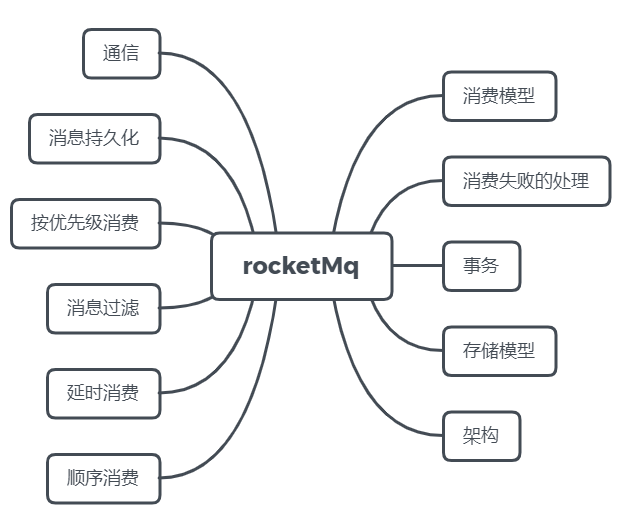 通信
消息持久化
按优先级消费
消息过滤
延时消费
顺序消费
rocketMq
消费模型
消费失败的处理
事务
存储模型
架构